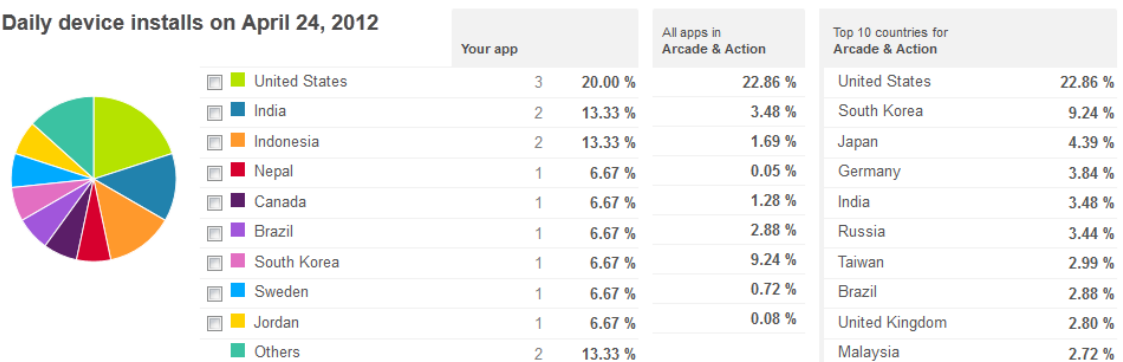 Daily device installs on April 24, 2012
Your app
All apps in
Arcade & Action
Top 10 countries for
Arcade & Action
United States 3 20.00 % 22.86 % United States 22.86 %
India 2 13.33 % 3.48 % South Korea 9.24 %
Indonesia 2 13.33 % 1.69 % Japan 4.39 %
Nepal 1 6.67 % 0.05 % Germany 3.84 %
Canada 1 6.67 % 1.28 % India 3.48 %
Brazil 1 6.67 % 2.88 % Russia 3.44 %
South Korea 1 6.67 % 9.24 % Taiwan 2.99 %
Sweden 1 6.67 % 0.72 % Brazil 2.88 %
Jordan 1 6.67 % 0.08 % United Kingdom 2.80 %
Others 2 13.33 % Malaysia 2.72 %